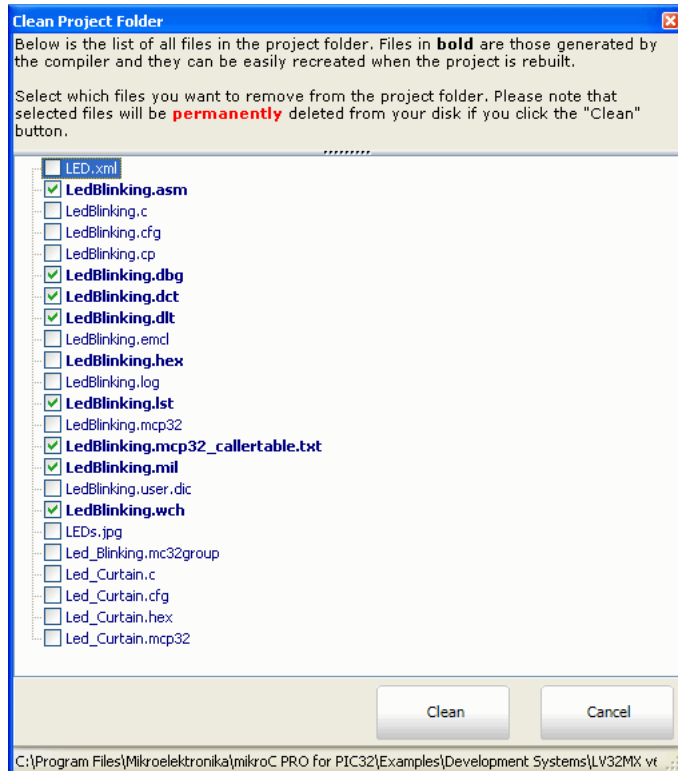 Clean Project Folder
Below is the list of all files in the project folder. Files in bold are those generated by
the compiler and they can be easily recreated when the project is rebuilt.
Select which files you want to remove from the project folder. Please note that
selected files will be permanently deleted from your disk if you click the "Clean"
button.
LED.xml
LedBlinking.asm
LedBlinking.c
LedBlinking.cfg
LedBlinking.cp
LedBlinking.dbg
LedBlinking.dct
LedBlinking.dlt
LedBlinking.emcl
LedBlinking.hex
LedBlinking.log
LedBlinking.lst
LedBlinking.mcp32
LedBlinking.mcp32_callertable.txt
LedBlinking.mil
LedBlinking.user.dic
LedBlinking.wch
LEDs.jpg
Led_Blinking.mc32group
Led_Curtain.c
Led_Curtain.cfg
Led_Curtain.hex
Led_Curtain.mcp32
Clean Cancel
C:\Program Files\Mikroelektronika\mikroC PRO for PIC32\Examples\Development Systems\LV32MX